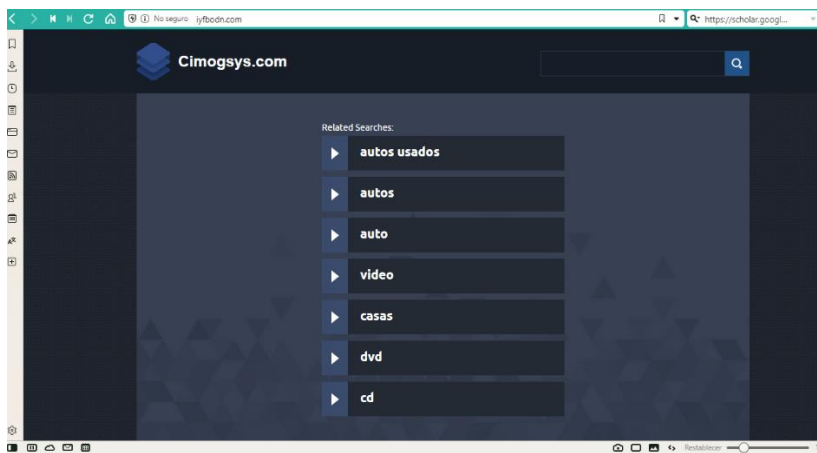 No seguro iyfbodn.com
https://scholar.googl...
Cimogsys.com
Related Searches:
autos usados
autos
auto
video
casas
dvd
cd
Restablecer